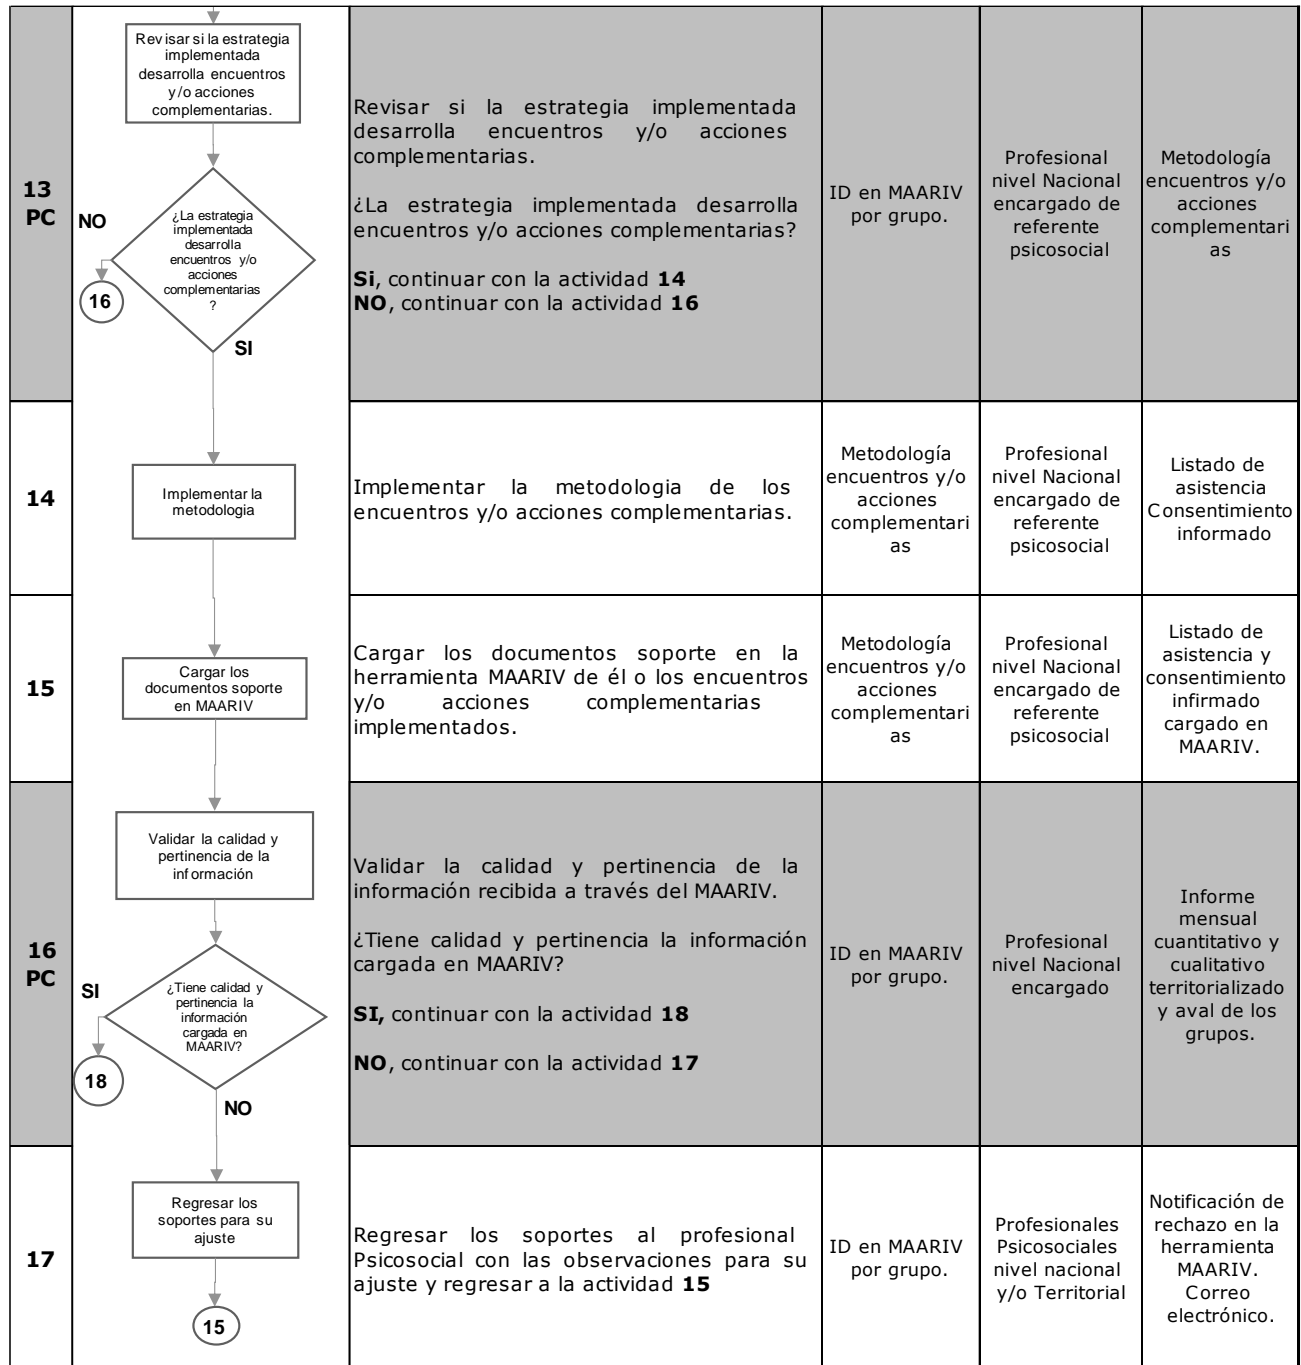 13
PC
Revisar si la estrategia
implementada
desarrolla encuentros
y/o acciones
complementarias.
NO
¿La estrategia
implementada
desarrolla
encuentros y/o
acciones
complementarias
?
16
SI
Revisar si la estrategia implementada
desarrolla encuentros y/o acciones
complementarias.
¿La estrategia implementada desarrolla
encuentros y/o acciones complementarias?
Si, continuar con la actividad 14
NO, continuar con la actividad 16
ID en MAARIV
por grupo.
Profesional
nivel Nacional
encargado de
referente
psicosocial
Metodología
encuentros y/o
acciones
complementari
as
14
Implementar la
metodologia
Implementar la metodologia de los
encuentros y/o acciones complementarias.
Metodología
encuentros y/o
acciones
complementari
as
Profesional
nivel Nacional
encargado de
referente
psicosocial
Listado de
asistencia
Consentimiento
informado
15
Cargar los
documentos soporte
en MAARIV
Cargar los documentos soporte en la
herramienta MAARIV de él o los encuentros
y/o acciones complementarias
implementados.
Metodología
encuentros y/o
acciones
complementari
as
Profesional
nivel Nacional
encargado de
referente
psicosocial
Listado de
asistencia y
consentimiento
infirmado
cargado en
MAARIV.
16
PC
Validar la calidad y
pertinencia de la
información
SI
¿Tiene calidad y
pertinencia la
información
cargada en
MAARIV?
18
NO
Validar la calidad y pertinencia de la
información recibida a través del MAARIV.
¿Tiene calidad y pertinencia la información
cargada en MAARIV?
SI, continuar con la actividad 18
NO, continuar con la actividad 17
ID en MAARIV
por grupo.
Profesional
nivel Nacional
encargado
Informe
mensual
cuantitativo y
cualitativo
territorializado
y aval de los
grupos.
17
Regresar los
soportes para su
ajuste
15
Regresar los soportes al profesional
Psicosocial con las observaciones para su
ajuste y regresar a la actividad 15
ID en MAARIV
por grupo.
Profesionales
Psicosociales
nivel nacional
y/o Territorial
Notificación de
rechazo en la
herramienta
MAARIV.
Correo
electrónico.